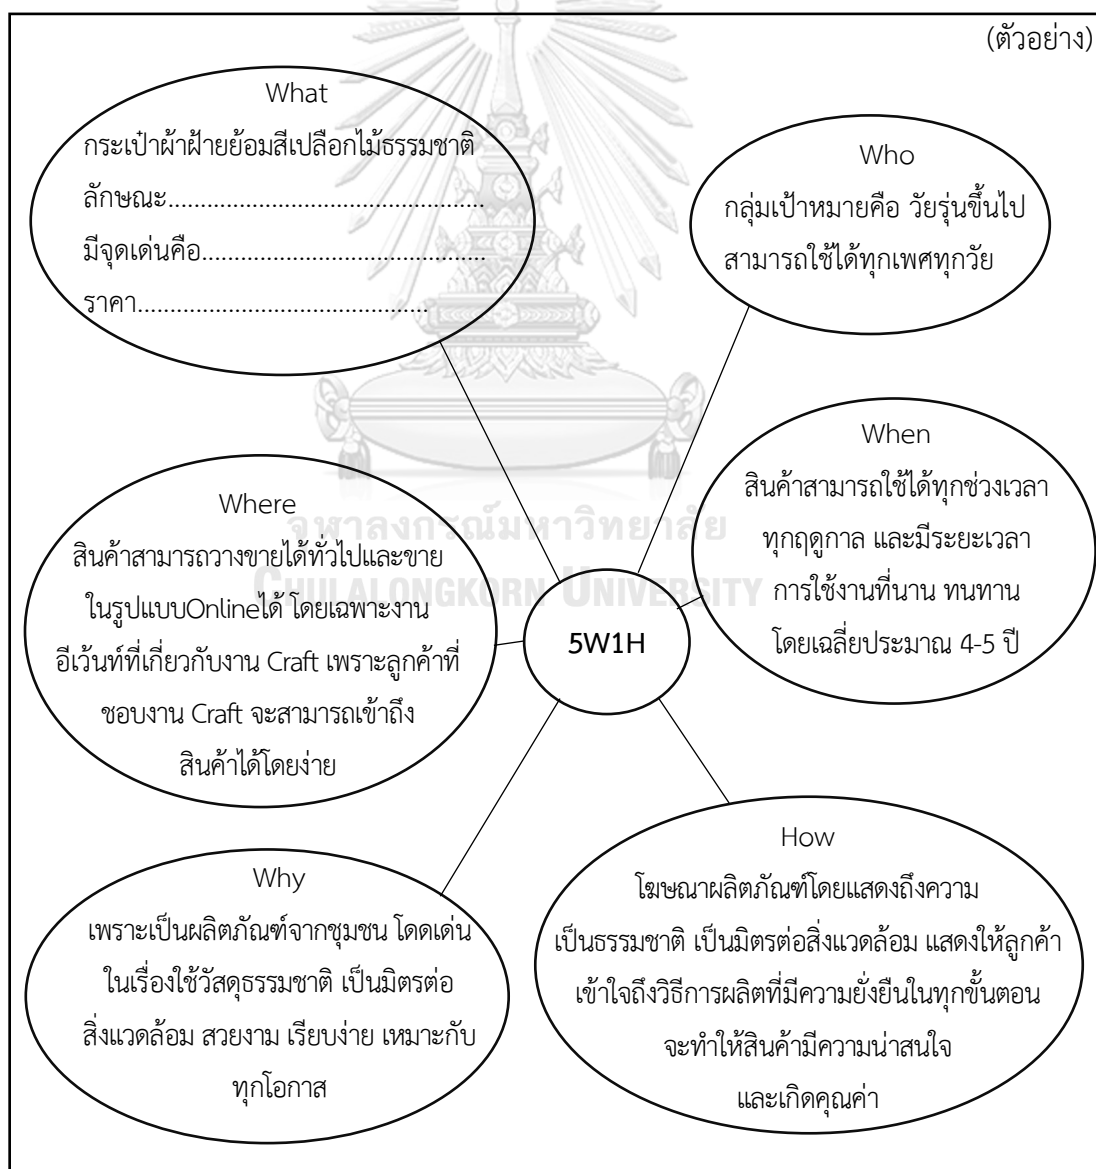 (ตัวอย่าง)
What
กระเป๋าผ้าฝ้ายย้อมสีเปลือกไม้ธรรมชาติ
ลักษณะ................................................
มีจุดเด่นคือ...........................................
ราคา............................................
Who
กลุ่มเป้าหมายคือ วัยรุ่นขึ้นไป
สามารถใช้ได้ทุกเพศทุกวัย
When
สินค้าสามารถใช้ได้ทุกช่วงเวลา
ทุกฤดูกาล และมีระยะเวลา
การใช้งานที่นาน ทนทาน
โดยเฉลี่ยประมาณ 4-5 ปี
Where
สินค้าสามารถวางขายได้ทั่วไปและขาย
ในรูปแบบOnlineได้ โดยเฉพาะงาน
อีเว้นท์ที่เกี่ยวกับงาน Craft เพราะลูกค้าที่
ชอบงาน Craft จะสามารถเข้าถึง
สินค้าได้โดยง่าย
จุฬาลงกรณ์มหาวิทยาลัย
CHULALONGKORN UNIVERSITY
5W1H
Why
เพราะเป็นผลิตภัณฑ์จากชุมชน โดดเด่น
ในเรื่องใช้วัสดุธรรมชาติ เป็นมิตรต่อ
สิ่งแวดล้อม สวยงาม เรียบง่าย เหมาะกับ
ทุกโอกาส
How
โฆษณาผลิตภัณฑ์โดยแสดงถึงความ
เป็นธรรมชาติ เป็นมิตรต่อสิ่งแวดล้อม แสดงให้ลูกค้า
เข้าใจถึงวิธีการผลิตที่มีความยั่งยืนในทุกขั้นตอน
จะทำให้สินค้ามีความน่าสนใจ
และเกิดคุณค่า